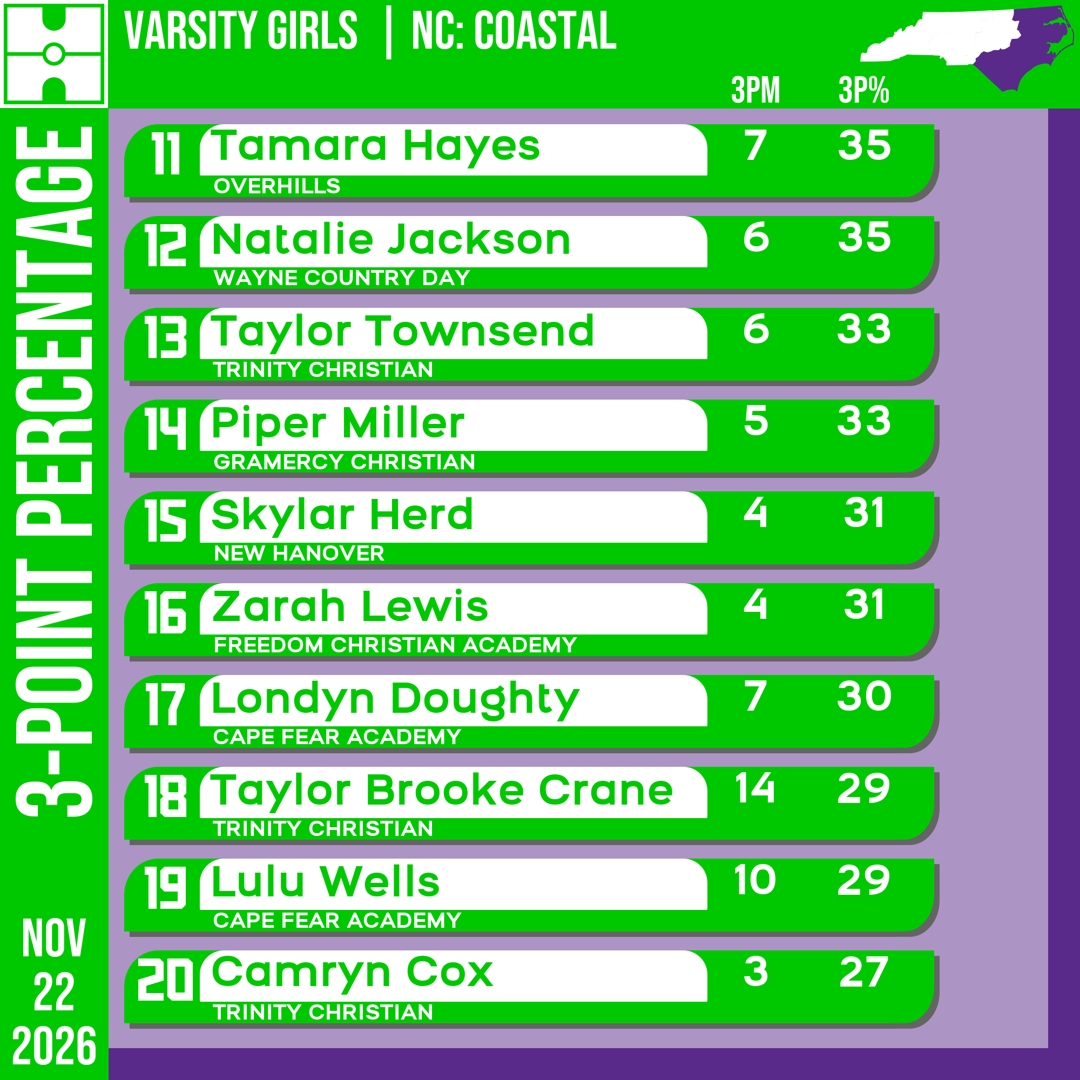 VARSITY GIRLS | NC: COASTAL
3PM 3P%
3-POINT PERCENTAGE
11 Tamara Hayes 7 35
OVERHILLS
12 Natalie Jackson 6 35
WAYNE COUNTRY DAY
13 Taylor Townsend 6 33
TRINITY CHRISTIAN
14 Piper Miller 5 33
GRAMERCY CHRISTIAN
15 Skylar Herd 4 31
NEW HANOVER
16 Zarah Lewis 4 31
FREEDOM CHRISTIAN ACADEMY
17 Londyn Doughty 7 30
CAPE FEAR ACADEMY
18 Taylor Brooke Crane 14 29
TRINITY CHRISTIAN
19 Lulu Wells 10 29
CAPE FEAR ACADEMY
20 Camryn Cox 3 27
TRINITY CHRISTIAN
NOV
22
2026